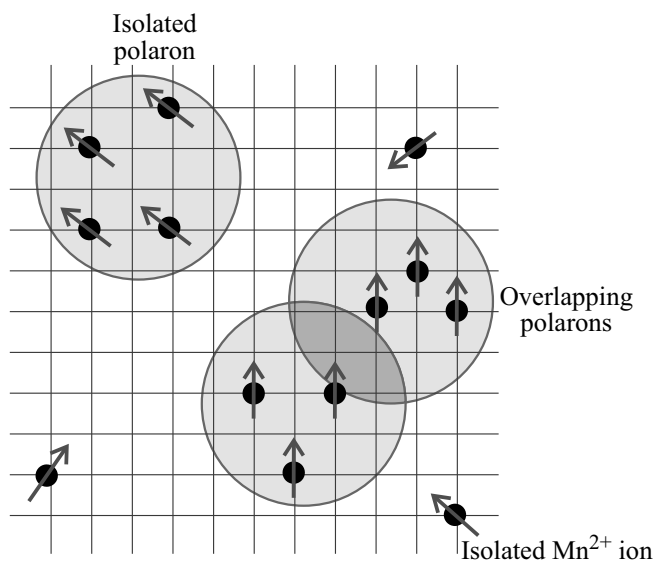 Isolated
polaron
Overlapping
polarons
Isolated Mn²⁺ ion